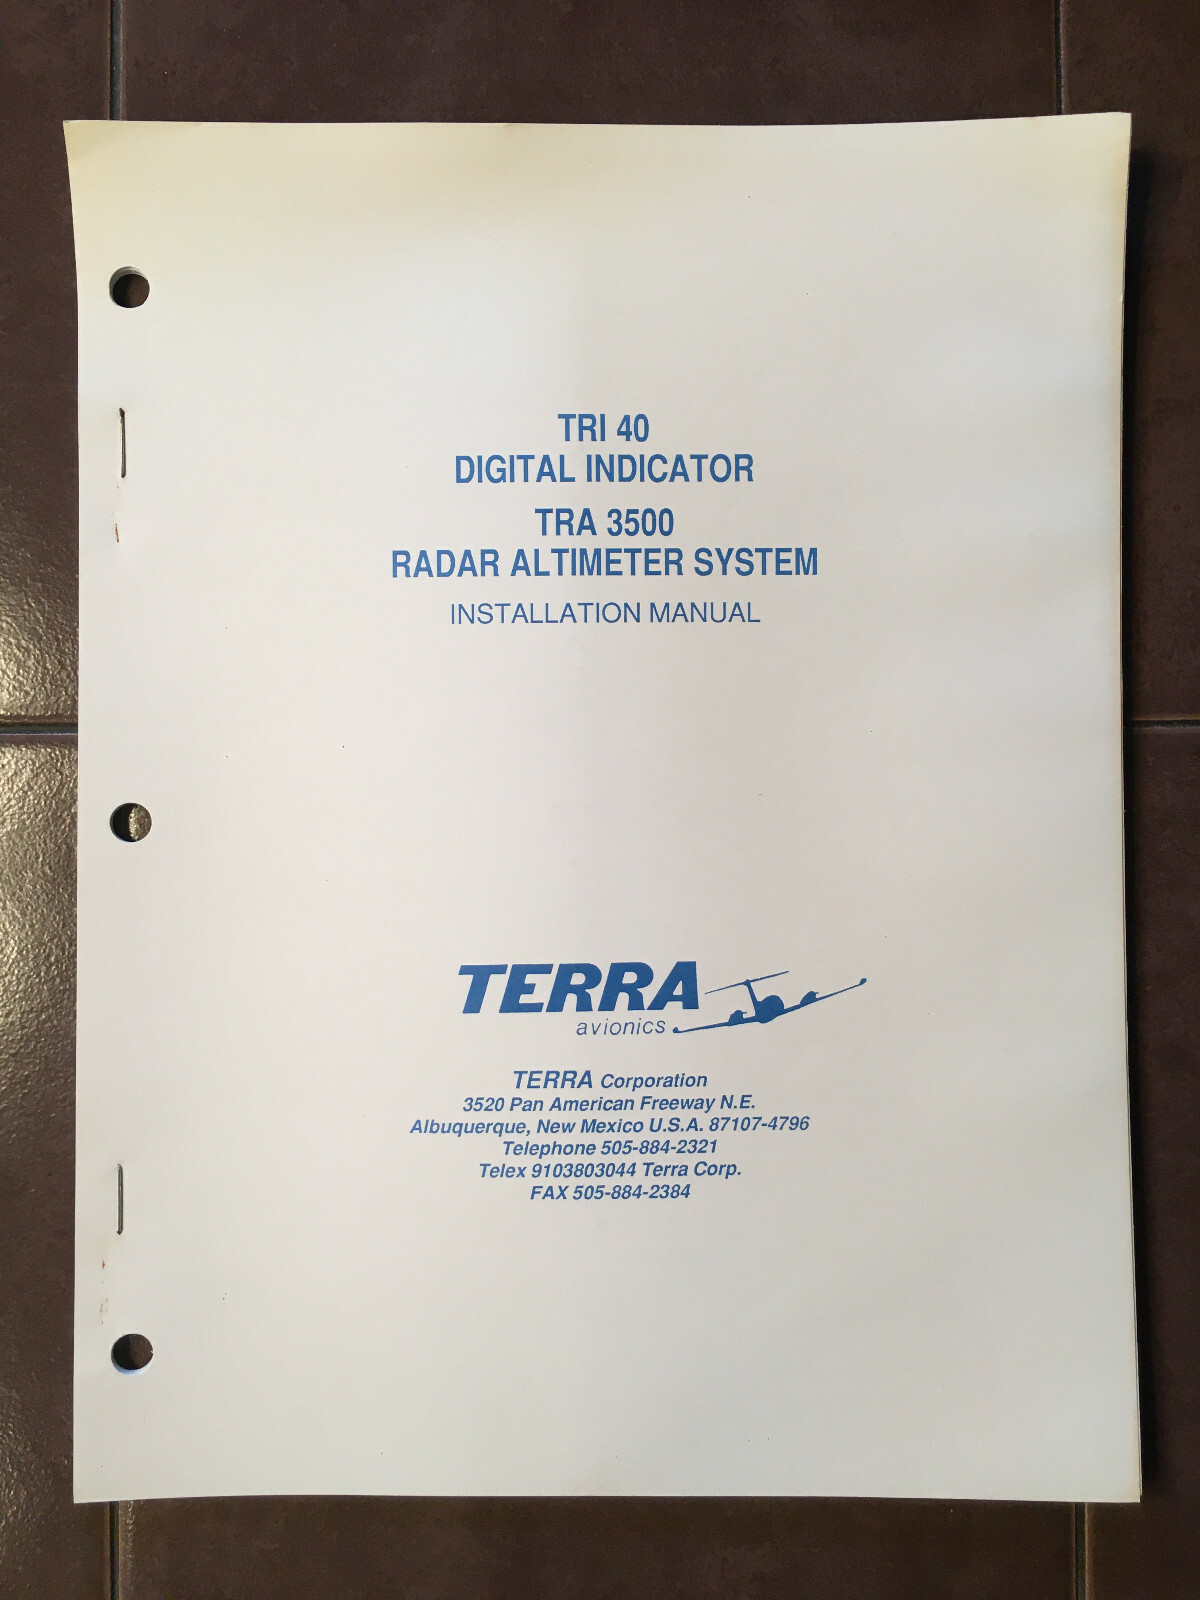 TRI 40
DIGITAL INDICATOR
TRA 3500
RADAR ALTIMETER SYSTEM
INSTALLATION MANUAL
TERRA
avionics
TERRA Corporation
3520 Pan American Freeway N.E.
Albuquerque, New Mexico U.S.A. 87107-4796
Telephone 505-884-2321
Telex 9103803044 Terra Corp.
FAX 505-884-2384